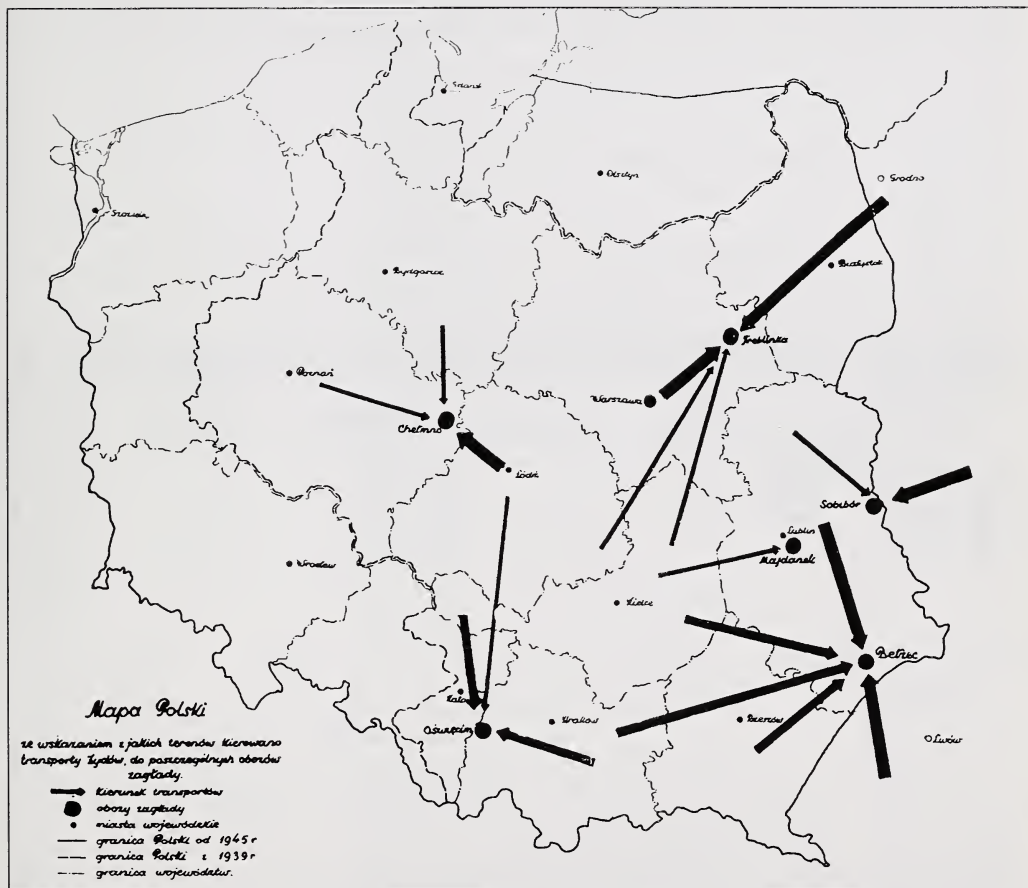 Gdańsk
Olsztyn
Grodno
Szczecin
Białystok
Bydgoszcz
Treblinka
Poznań
Warszawa
Chełmno
Łódź
Sobibór
Lublin
Majdanek
Wrocław
Kielce
Bełżec
Oświęcim
Kraków
Rzeszów
Lwów
Mapa Polski
ze wskazaniem z jakich terenów kierowano
transporty Żydów, do poszczególnych obozów
zagłady.
kierunek transportów
obozy zagłady
miasta wojewódzkie
granica Polski od 1945 r
granica Polski z 1939 r
granica województw.